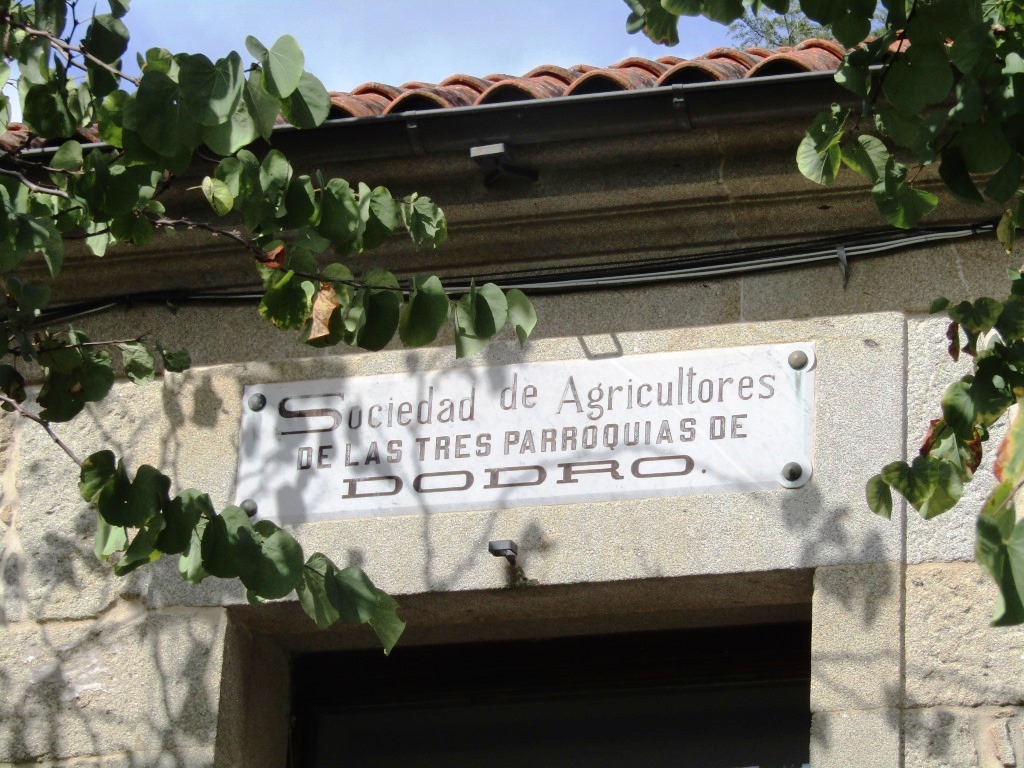 Sociedad de Agricultores
DE LAS TRES PARROQUIAS DE
DODRO.